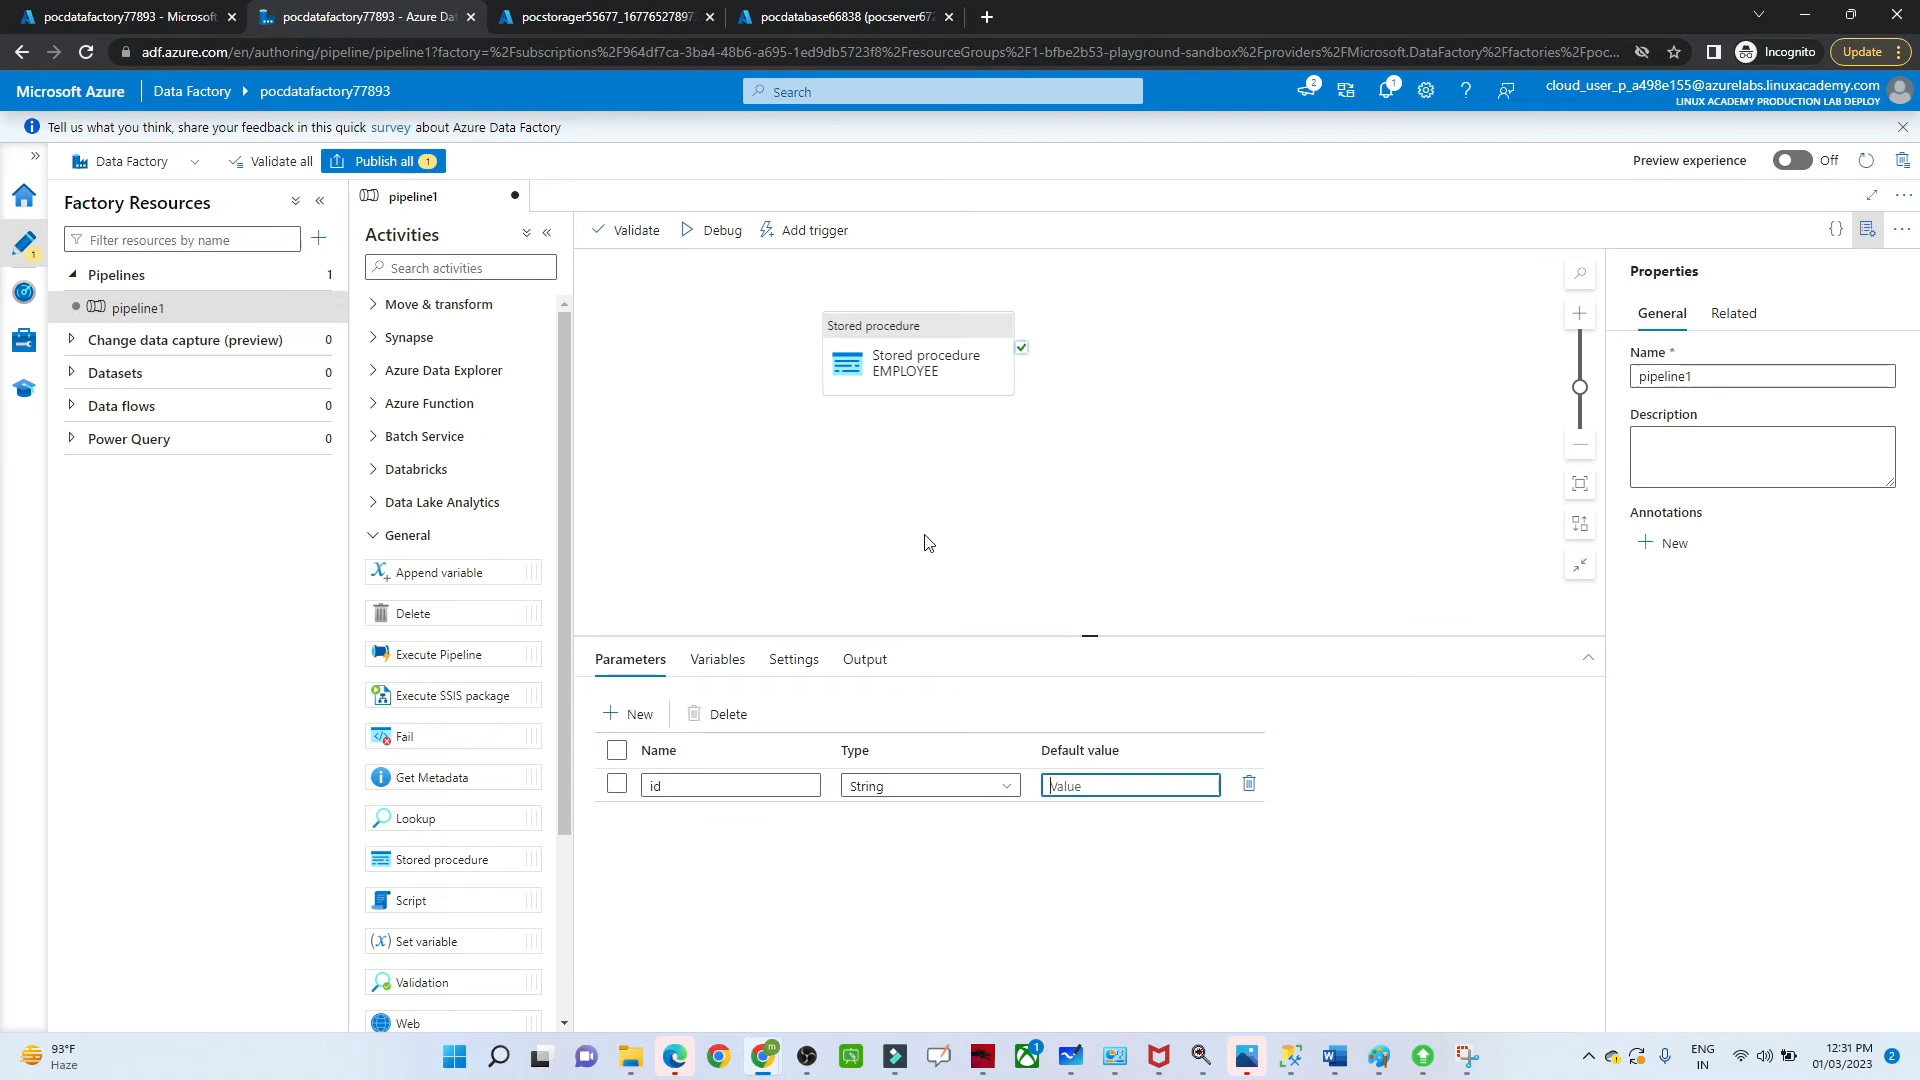 pocdatafactory77893 - Microsoft
pocdatafactory77893 - Azure Dat
pocstorager55677_16776527897
pocdatabase66838 (pocserver67
adf.azure.com/en/authoring/pipeline/pipeline1?factory=%2Fsubscriptions%2F964df7ca-3ba4-48b6-a695-1ed9db5723f8%2FresourceGroups%2F1-bfbe2b53-playground-sandbox%2Fproviders%2FMicrosoft.DataFactory%2Ffactories%2Fpoc...
Incognito
Update
Microsoft Azure
Data Factory
pocdatafactory77893
Search
2
1
cloud_user_p_a498e155@azurelabs.linuxacademy.com
LINUX ACADEMY PRODUCTION LAB DEPLOY
Tell us what you think, share your feedback in this quick survey about Azure Data Factory
Data Factory
Validate all
Publish all 1
Preview experience
Off
1
Factory Resources
Filter resources by name
Pipelines 1
pipeline1
Change data capture (preview) 0
Datasets 0
Data flows 0
Power Query 0
pipeline1
Activities
Search activities
Move & transform
Synapse
Azure Data Explorer
Azure Function
Batch Service
Databricks
Data Lake Analytics
General
Append variable
Delete
Execute Pipeline
Execute SSIS package
Fail
Get Metadata
Lookup
Stored procedure
Script
Set variable
Validation
Web
Validate
Debug
Add trigger
Stored procedure
Stored procedure
EMPLOYEE
Parameters
Variables
Settings
Output
New
Delete
Name
Type
Default value
id
String
Value
Properties
General
Related
Name *
pipeline1
Description
Annotations
New
93°F
Haze
m
1
ENG
IN
12:31 PM
01/03/2023
2